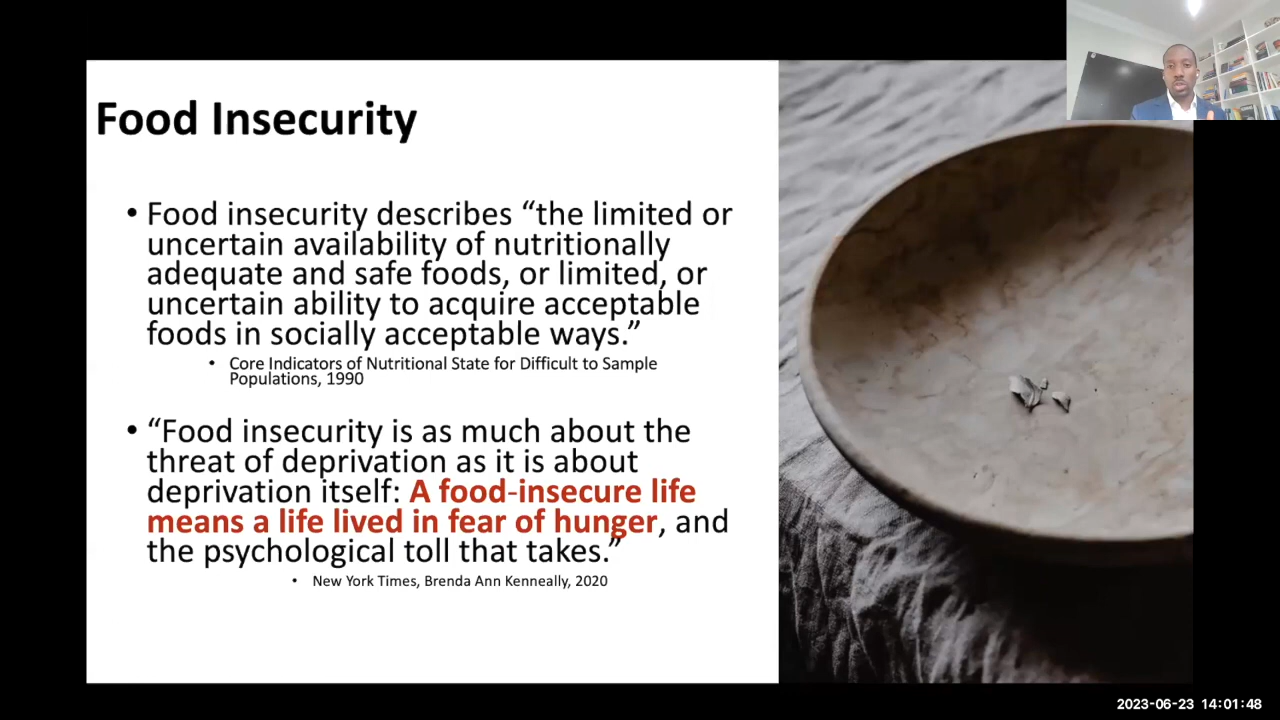 Food Insecurity
• Food insecurity describes “the limited or
uncertain availability of nutritionally
adequate and safe foods, or limited, or
uncertain ability to acquire acceptable
foods in socially acceptable ways.”
• Core Indicators of Nutritional State for Difficult to Sample
Populations, 1990
• “Food insecurity is as much about the
threat of deprivation as it is about
deprivation itself: A food-insecure life
means a life lived in fear of hunger, and
the psychological toll that takes.”
• New York Times, Brenda Ann Kenneally, 2020
2023-06-23 14:01:48